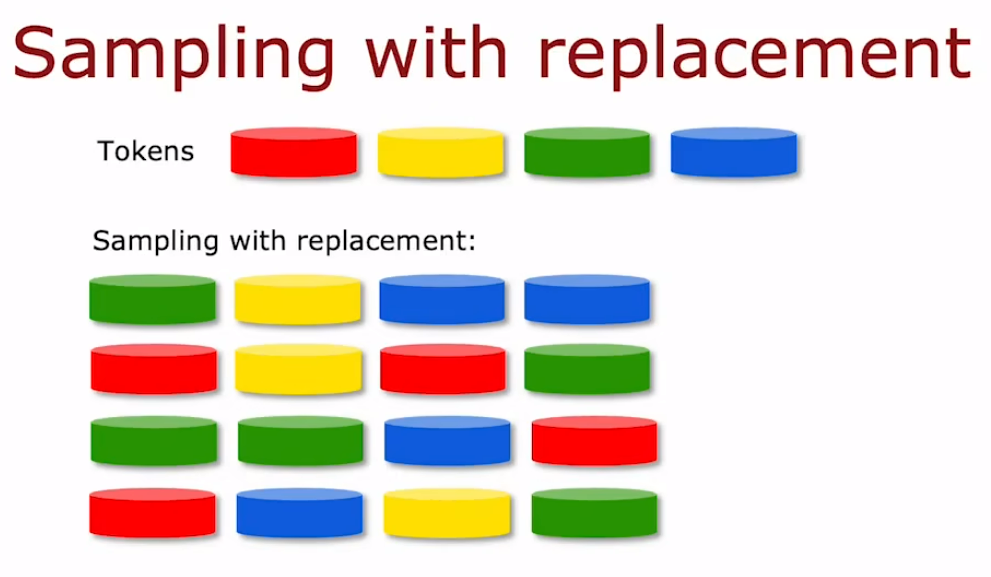 Sampling with replacement
Tokens
Sampling with replacement: